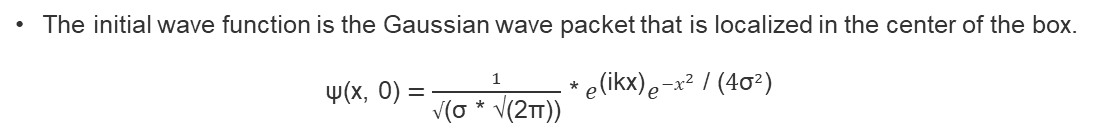 • The initial wave function is the Gaussian wave packet that is localized in the center of the box.
ψ(x, 0) = 1 / √(σ * √(2π)) * e^(ikx) e^−x² / (4σ²)